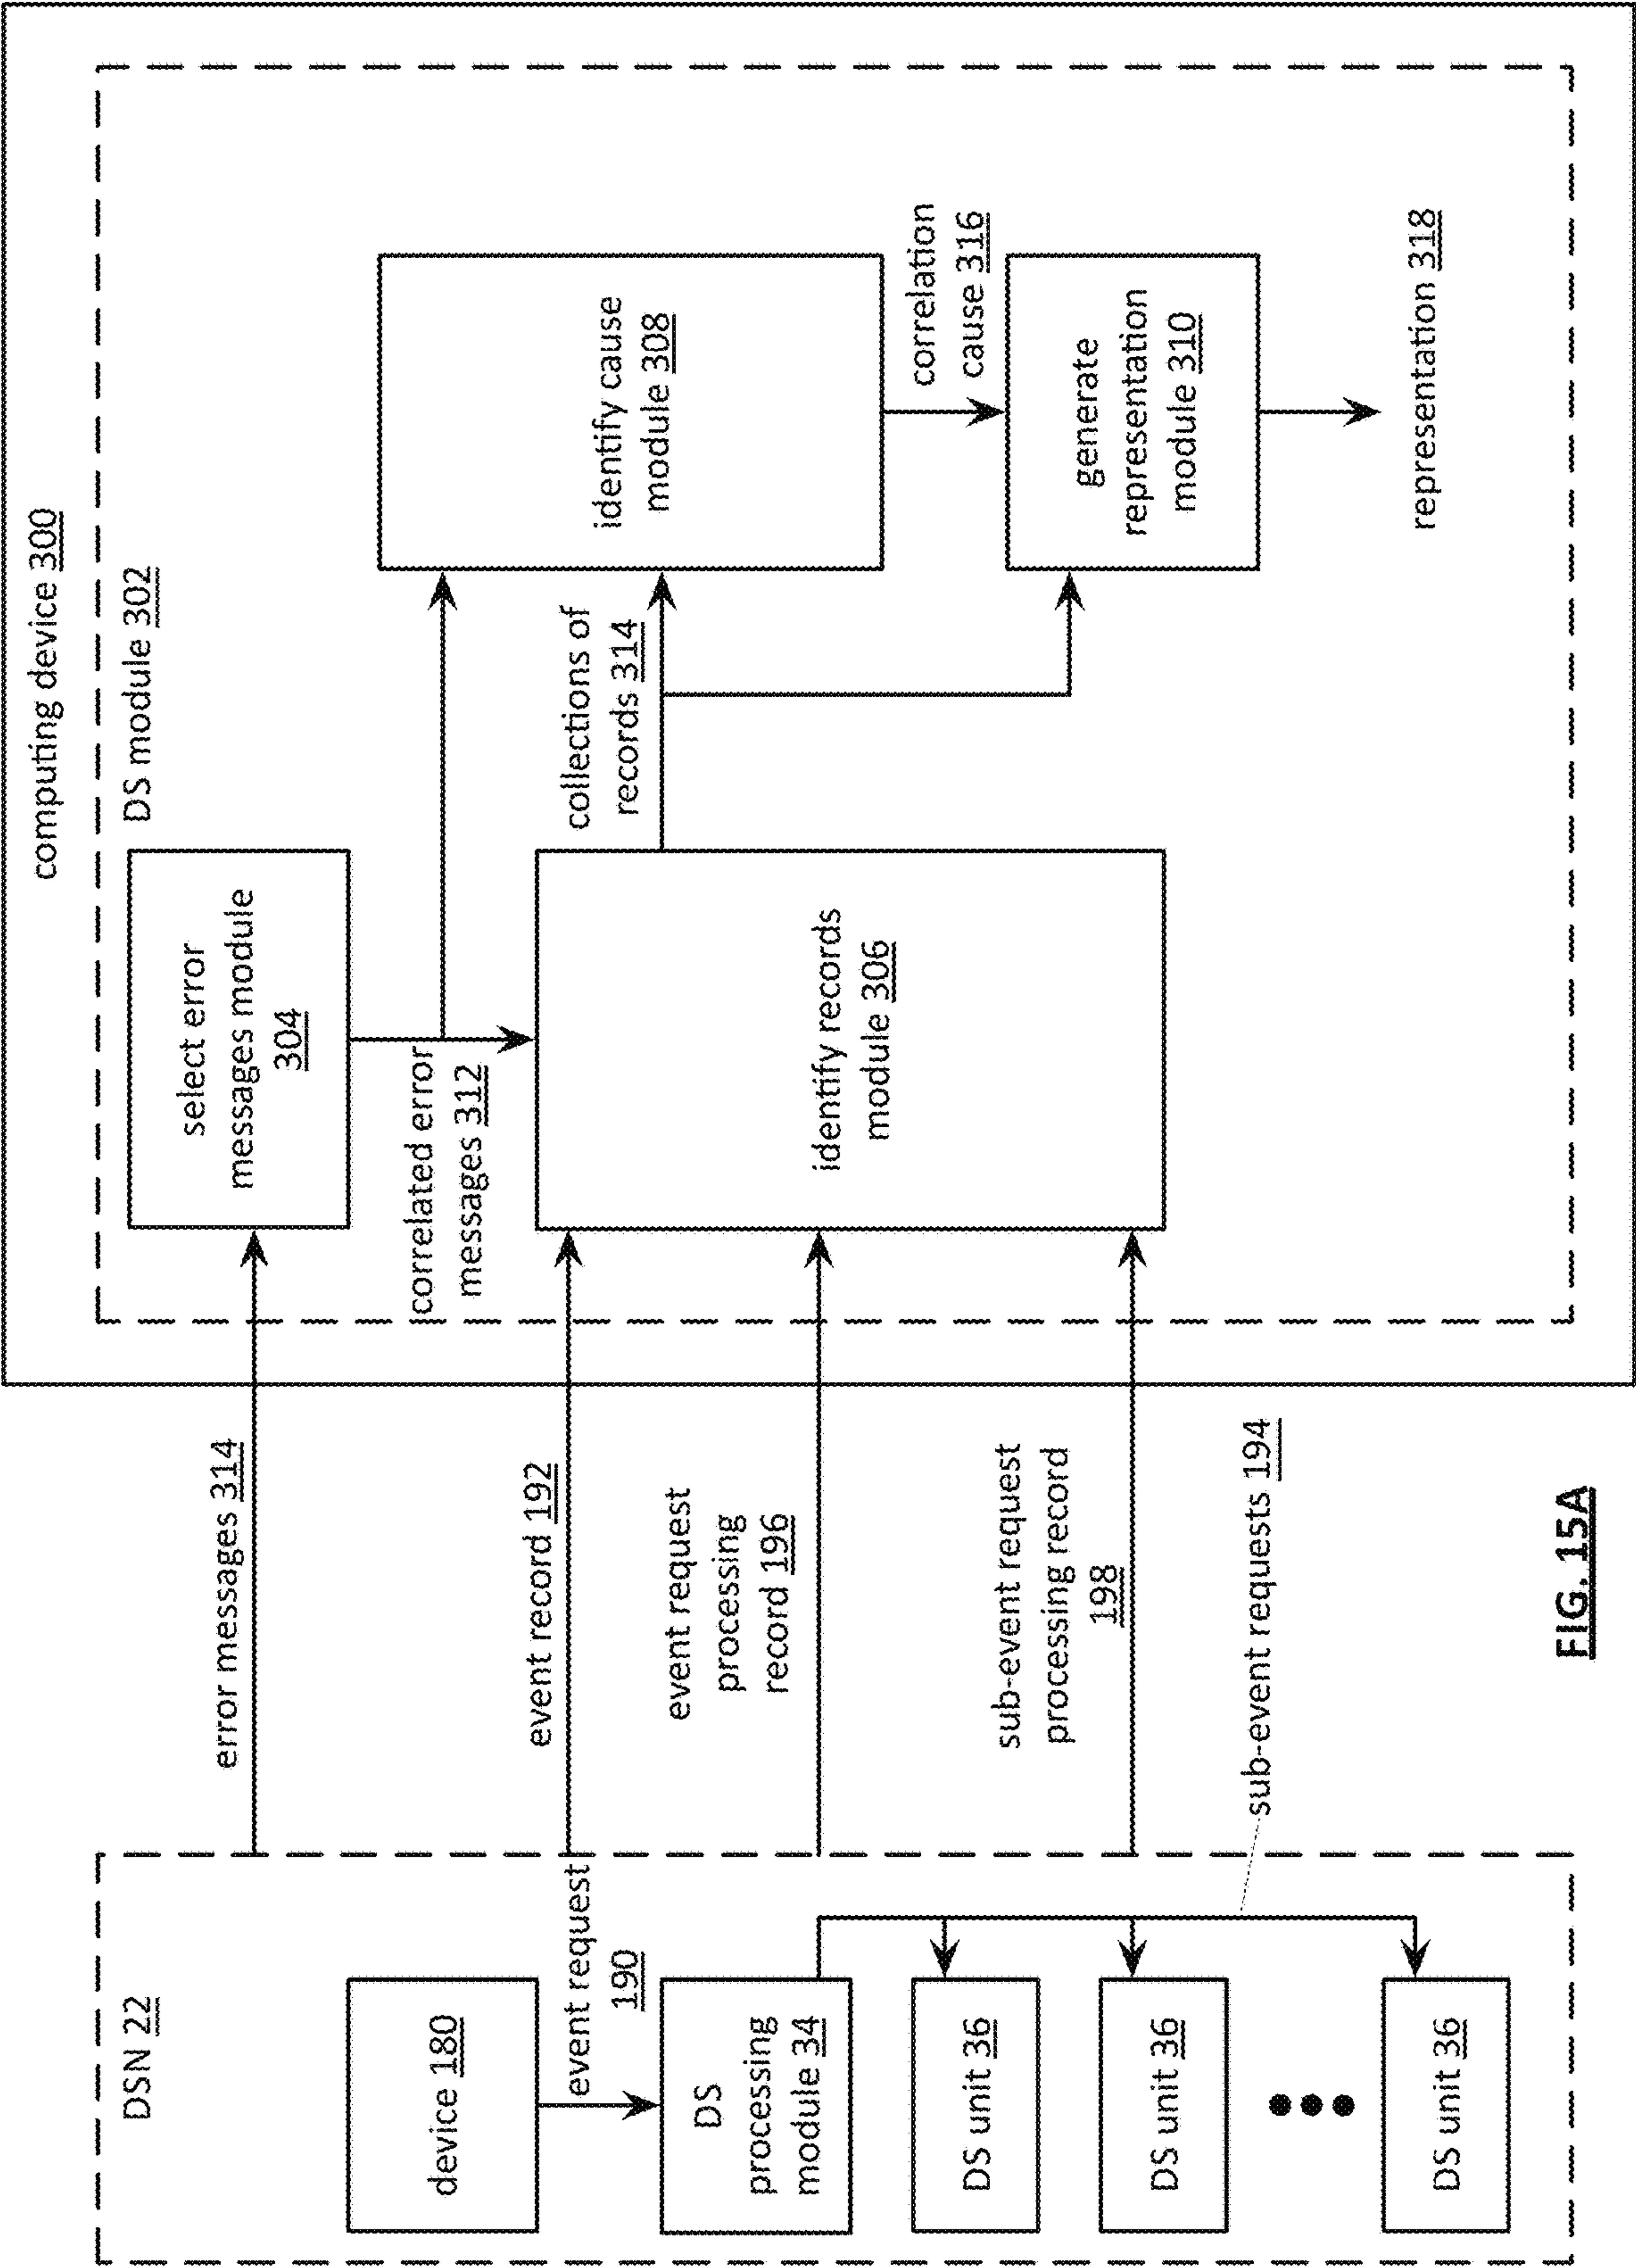 computing device 300
DSN 22
DS module 302
error messages 314
select error
messages module
304
device 180
event request
190
event record 192
correlated error
messages 312
collections of
records 314
identify cause
module 308
DS
processing
module 34
event request
processing
record 196
identify records
module 306
correlation
cause 316
DS unit 36
sub-event request
processing record
198
generate
representation
module 310
DS unit 36
sub-event requests 194
DS unit 36
representation 318
FIG. 15A